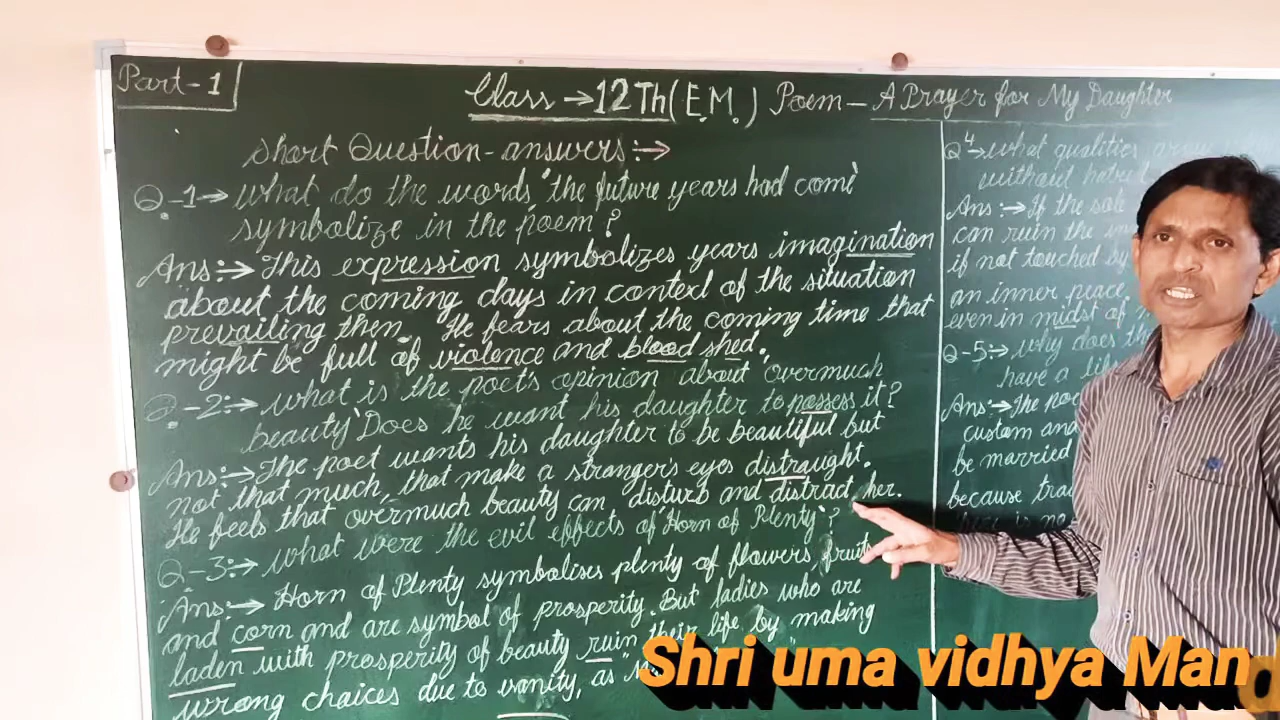 Part-1
Class→12Th(E.M.) Poem-A Prayer for My Daughter
Short Question-answers:→
Q.-1→ what do the words "the future years had come'
symbolize in the poem?
Ans:→ This expression symbolizes years imagination
about the coming days in context of the situation
prevailing then. He fears about the coming time that
might be full of violence and blood shed.
Q.-2:→ what is the poet's opinion about 'overmuch
beauty' Does he want his daughter to possess it?
Ans:→ The poet wants his daughter to be beautiful but
not that much, that make a stranger's eyes distraught.
He feels that overmuch beauty can disturb and distract her.
Q-3:→ what were the evil effects of 'Horn of Plenty'?
Ans:→ Horn of Plenty symbolises plenty of flowers, fruits
and corn and are symbol of prosperity. But ladies who are
laden with prosperity of beauty ruin their life by making
wrong choices due to vanity, as
Q4→ what qualities
without hatred
Ans:→ If the
can ruin the
if not touched by
an inner peace
even in midst of
Q-5:→ why does
have a
Ans:→ The
custom and
be married
because
is no
Shri uma vidhya Man